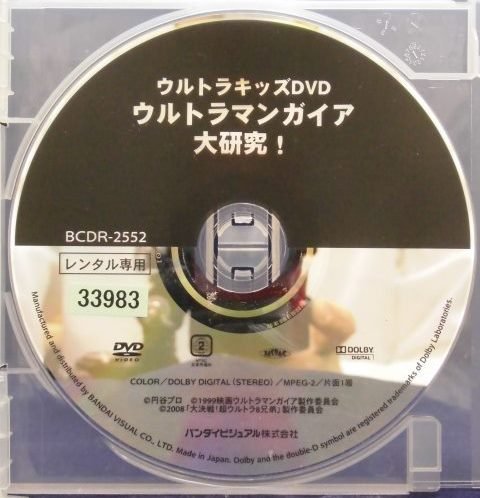 ウルトラキッズDVD
ウルトラマンガイア
大研究！
BCDR-2552
レンタル専用
33983
DVD
VIDEO
2
DOLBY
DIGITAL
COLOR／DOLBY DIGITAL（STEREO）／MPEG-2／片面1層
©円谷プロ ©1999映画ウルトラマンガイア製作委員会
©2008「大決戦！超ウルトラ8兄弟」製作委員会
バンダイビジュアル株式会社
Manufactured and distributed by BANDAI VISUAL CO., LTD. Made in Japan. Dolby and the double-D symbol are registered trademarks of Dolby Laboratories.